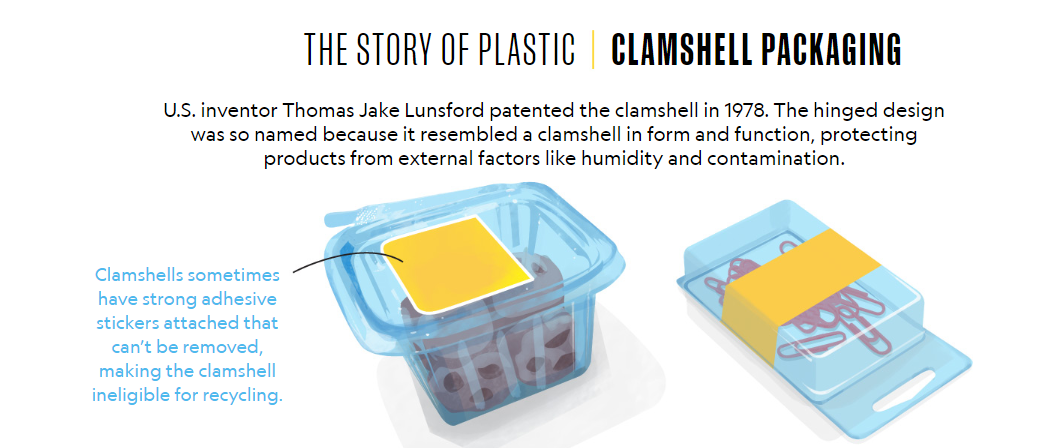 THE STORY OF PLASTIC | CLAMSHELL PACKAGING
U.S. inventor Thomas Jake Lunsford patented the clamshell in 1978. The hinged design
was so named because it resembled a clamshell in form and function, protecting
products from external factors like humidity and contamination.
Clamshells sometimes
have strong adhesive
stickers attached that
can't be removed,
making the clamshell
ineligible for recycling.